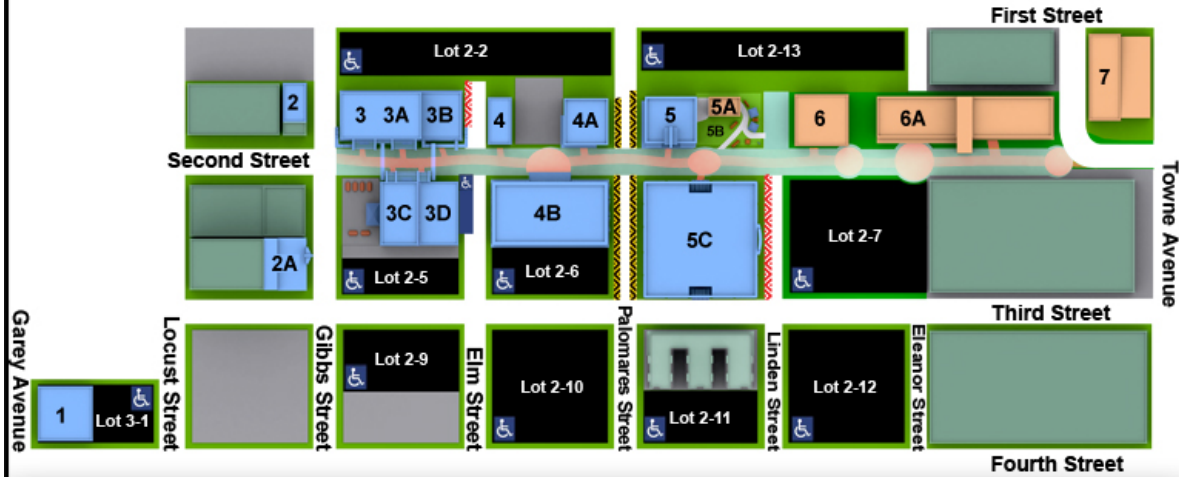 First Street
Lot 2-2
Lot 2-13
7
2
3
3A
3B
4
4A
5
5A
5B
6
6A
Second Street
3C
3D
4B
5C
Lot 2-7
2A
Lot 2-5
Lot 2-6
Towne Avenue
Third Street
Garey Avenue
Locust Street
Gibbs Street
Elm Street
Palomares Street
Linden Street
Eleanor Street
Lot 2-9
Lot 2-10
Lot 2-11
Lot 2-12
1
Lot 3-1
Fourth Street